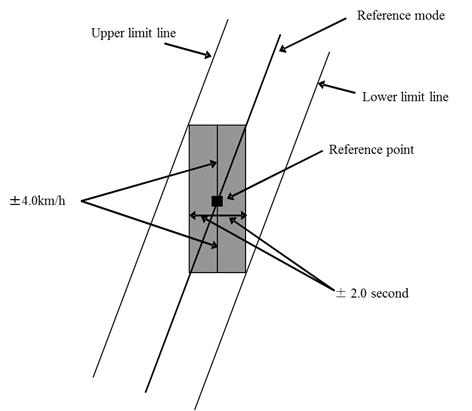 Reference mode
Upper limit line
Lower limit line
Reference point
±4.0km/h
± 2.0 second